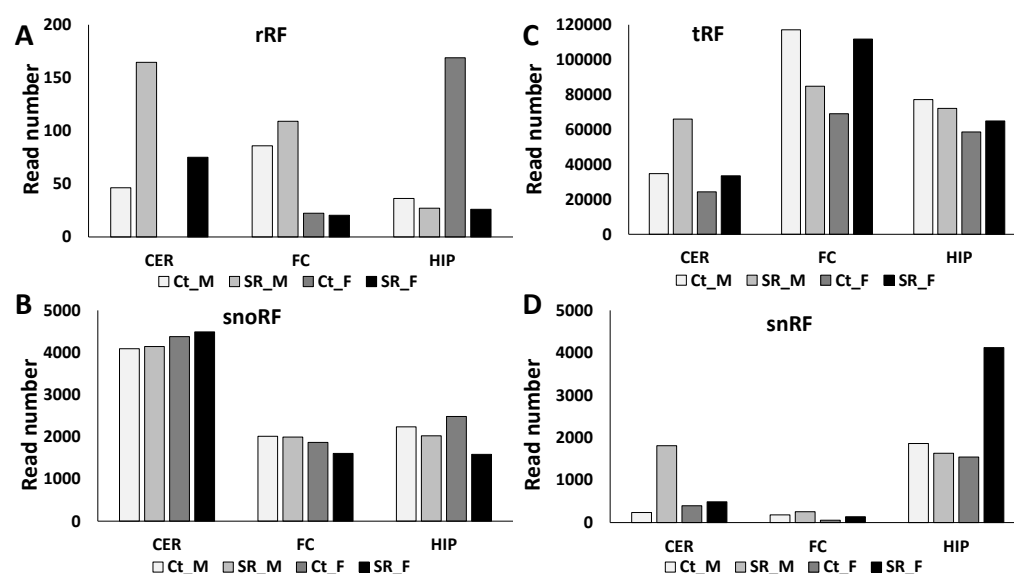 A
rRF
Read number
200
150
100
50
0
CER
FC
HIP
Ct_M SR_M Ct_F SR_F
B
snoRF
Read number
5000
4000
3000
2000
1000
0
CER
FC
HIP
Ct_M SR_M Ct_F SR_F
C
tRF
Read number
120000
100000
80000
60000
40000
20000
0
CER
FC
HIP
Ct_M SR_M Ct_F SR_F
D
snRF
Read number
5000
4000
3000
2000
1000
0
CER
FC
HIP
Ct_M SR_M Ct_F SR_F